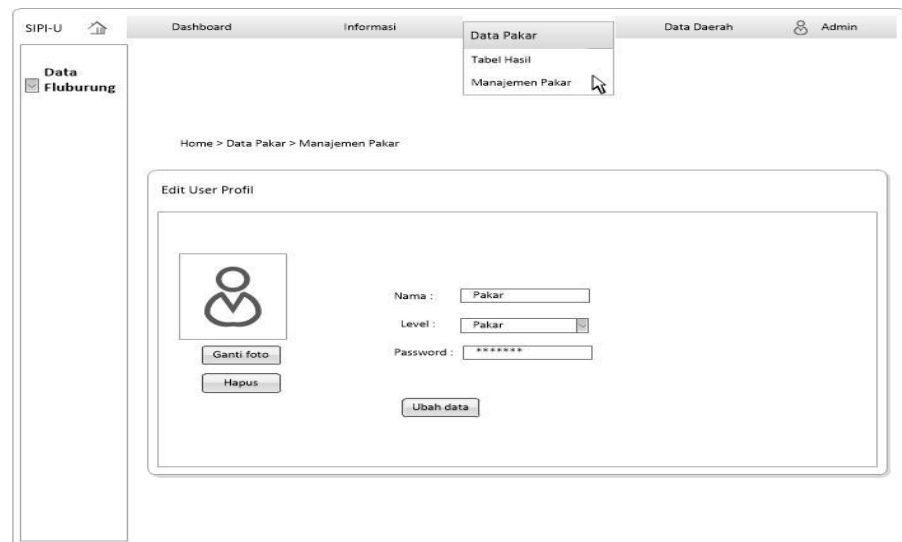 SIPI-U
Dashboard
Informasi
Data Pakar
Data Daerah
Admin
Tabel Hasil
Manajemen Pakar
Data
Fluburung
Home > Data Pakar > Manajemen Pakar
Edit User Profil
Nama : Pakar
Level : Pakar
Password : *******
Ganti foto
Hapus
Ubah data